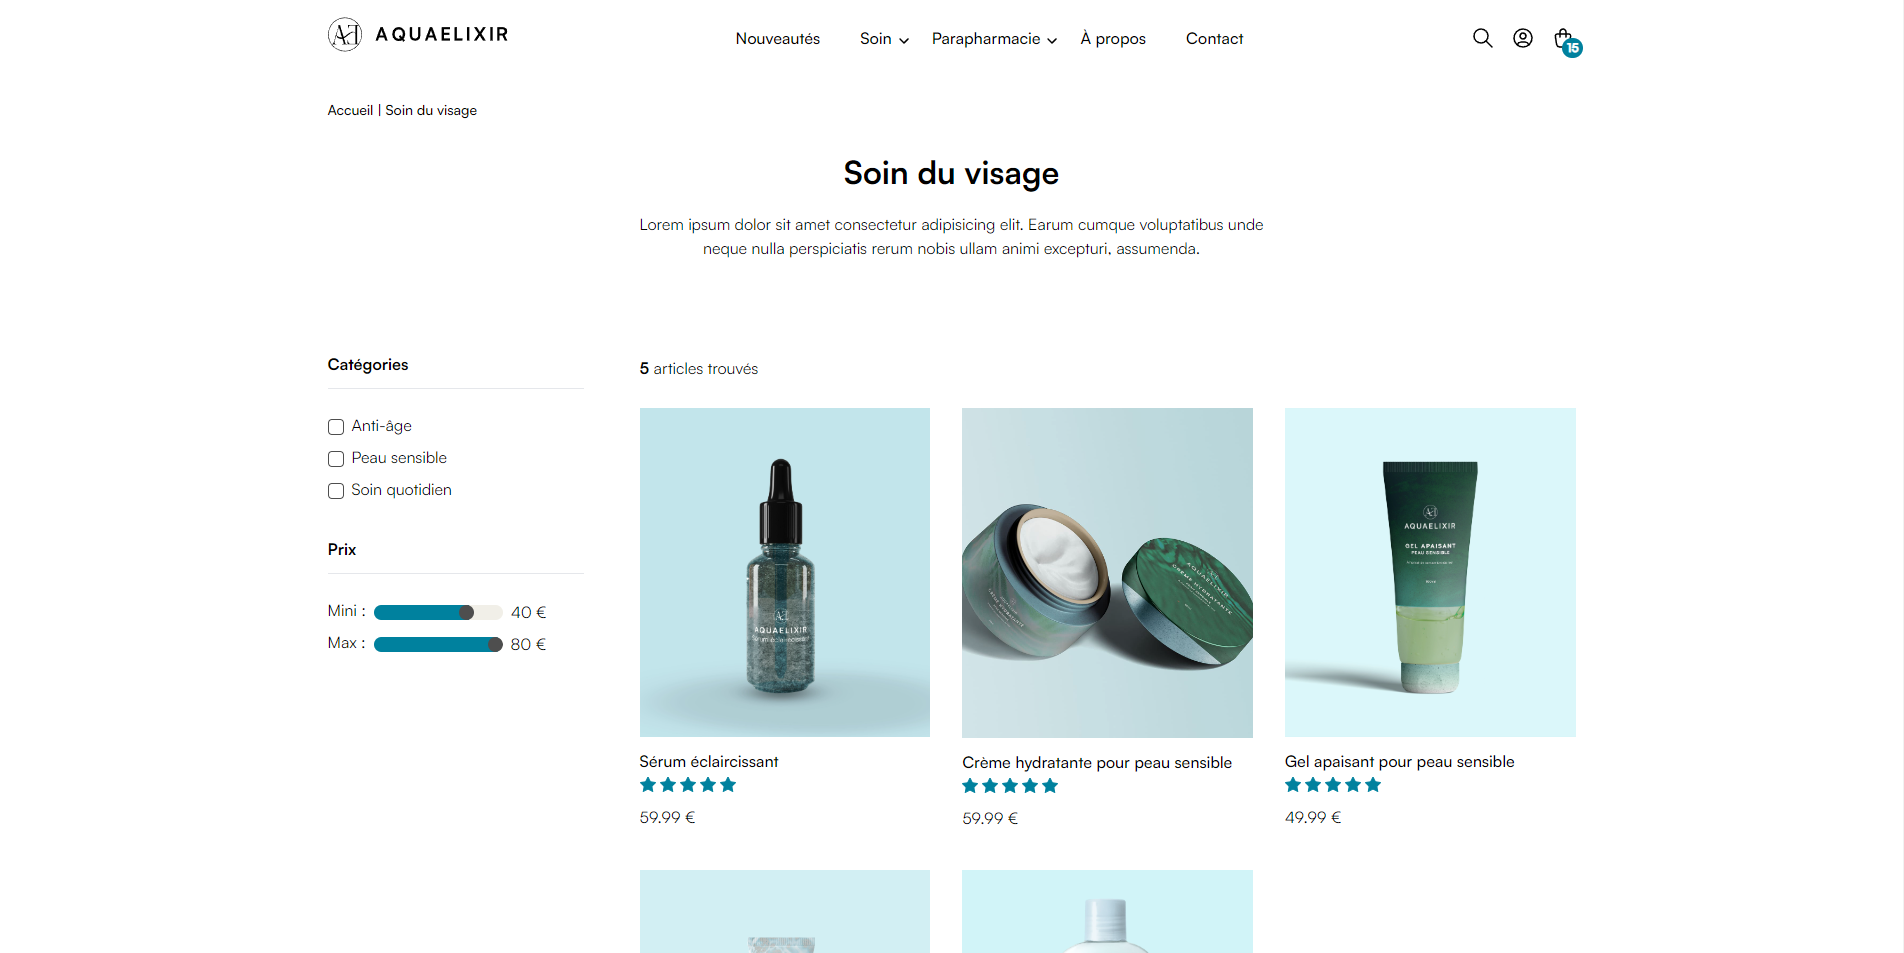 AQUAELIXIR
Nouveautés
Soin
Parapharmacie
À propos
Contact
15
Accueil | Soin du visage
Soin du visage
Lorem ipsum dolor sit amet consectetur adipisicing elit. Earum cumque voluptatibus unde
neque nulla perspiciatis rerum nobis ullam animi excepturi, assumenda.
Catégories
Anti-âge
Peau sensible
Soin quotidien
Prix
Mini : 40 €
Max : 80 €
5 articles trouvés
AQUAELIXIR
AQUAELIXIR
CRÈME HYDRATANTE
AQUAELIXIR
GEL APAISANT
PEAU SENSIBLE
Sérum éclaircissant
59.99 €
Crème hydratante pour peau sensible
59.99 €
Gel apaisant pour peau sensible
49.99 €